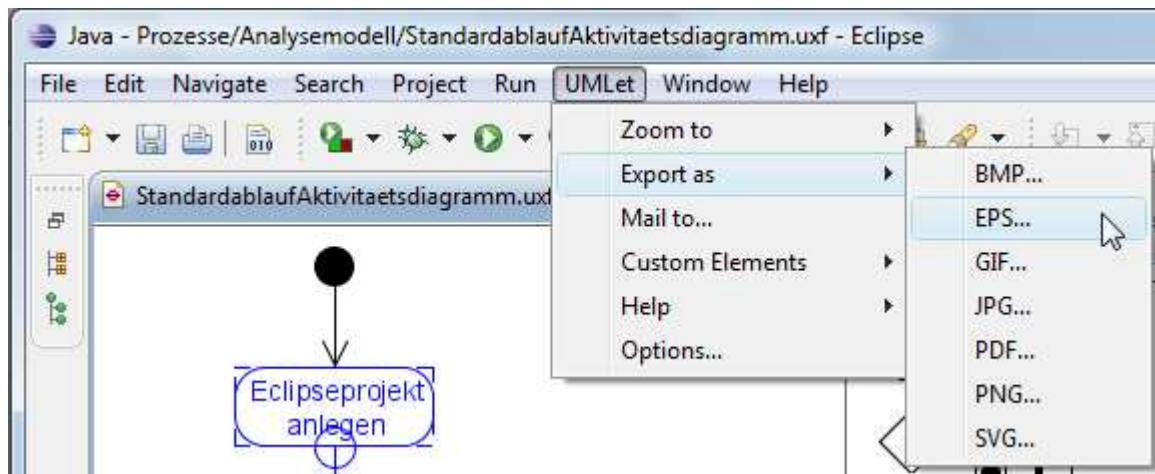 Java - Prozesse/Analysemodell/StandardablaufAktivitaetsdiagramm.uxf - Eclipse
File Edit Navigate Search Project Run UMLet Window Help
010
StandardablaufAktivitaetsdiagramm.uxf
Zoom to
Export as
Mail to...
Custom Elements
Help
Options...
BMP...
EPS...
GIF...
JPG...
PDF...
PNG...
SVG...
Eclipseprojekt
anlegen